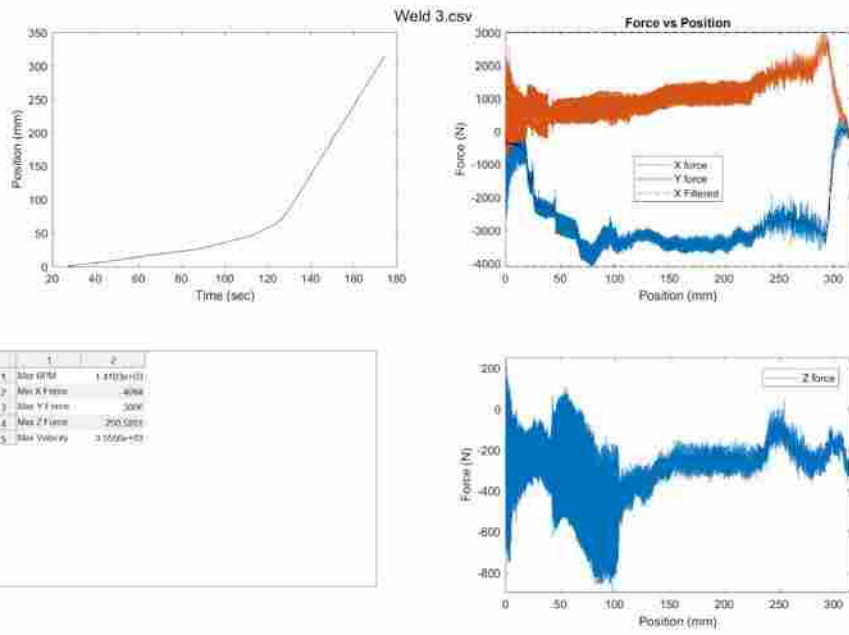 Weld 3.csv
350
300
250
200
150
100
50
0
20 40 60 80 100 120 140 160 180
Time (sec)
Position (mm)
Force vs Position
3000
2000
1000
0
-1000
-2000
-3000
-4000
0 50 100 150 200 250 300
Position (mm)
Force (N)
X force
Y force
X Filtered
1 2
1 Max RPM
2 Min X Force 4094
3 Max Y Force 3000
4 Max Z Force
5 Max Velocity
200
0
-200
-400
-600
-800
0 50 100 150 200 250 300
Position (mm)
Force (N)
Z force